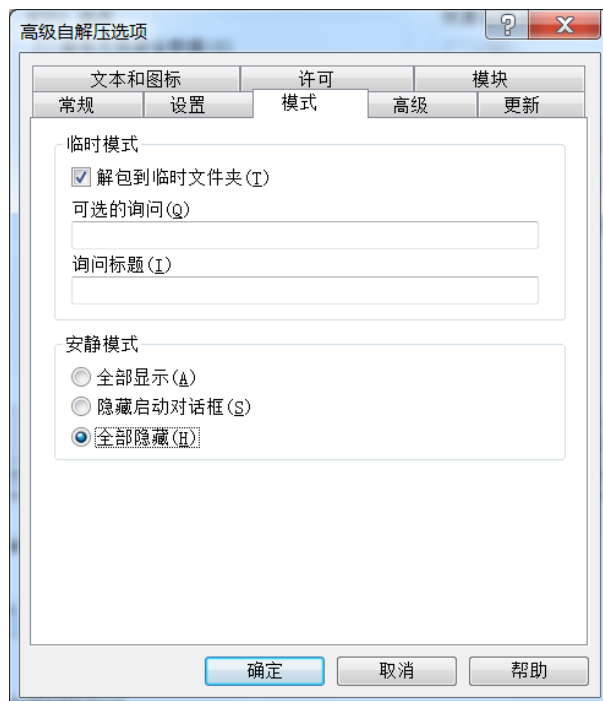 高级自解压选项
文本和图标 许可 模块
常规 设置 模式 高级 更新
临时模式
解包到临时文件夹(T)
可选的询问(Q)
询问标题(I)
安静模式
全部显示(A)
隐藏启动对话框(S)
全部隐藏(H)
确定 取消 帮助